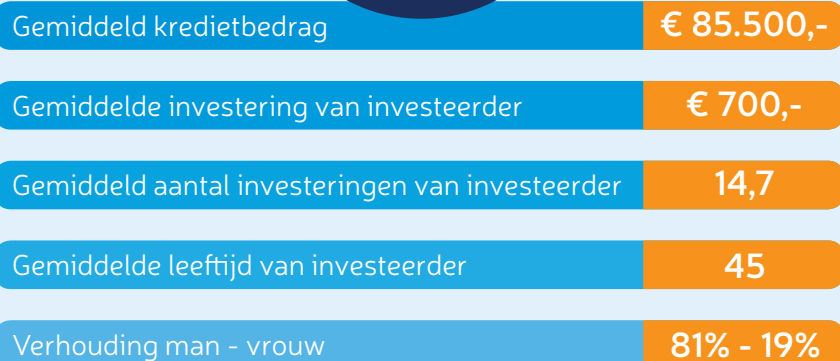 Gemiddeld kredietbedrag € 85.500,-
Gemiddelde investering van investeerder € 700,-
Gemiddeld aantal investeringen van investeerder 14,7
Gemiddelde leeftijd van investeerder 45
Verhouding man - vrouw 81% - 19%